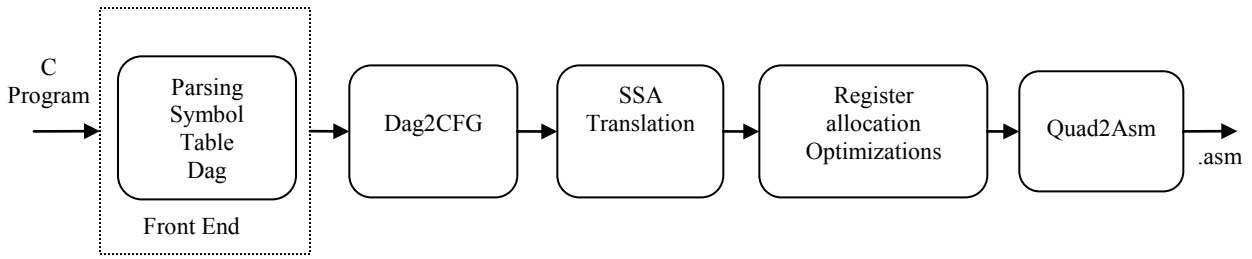 C
Program
Parsing
Symbol
Table
Dag
Front End
Dag2CFG
SSA
Translation
Register
allocation
Optimizations
Quad2Asm
.asm